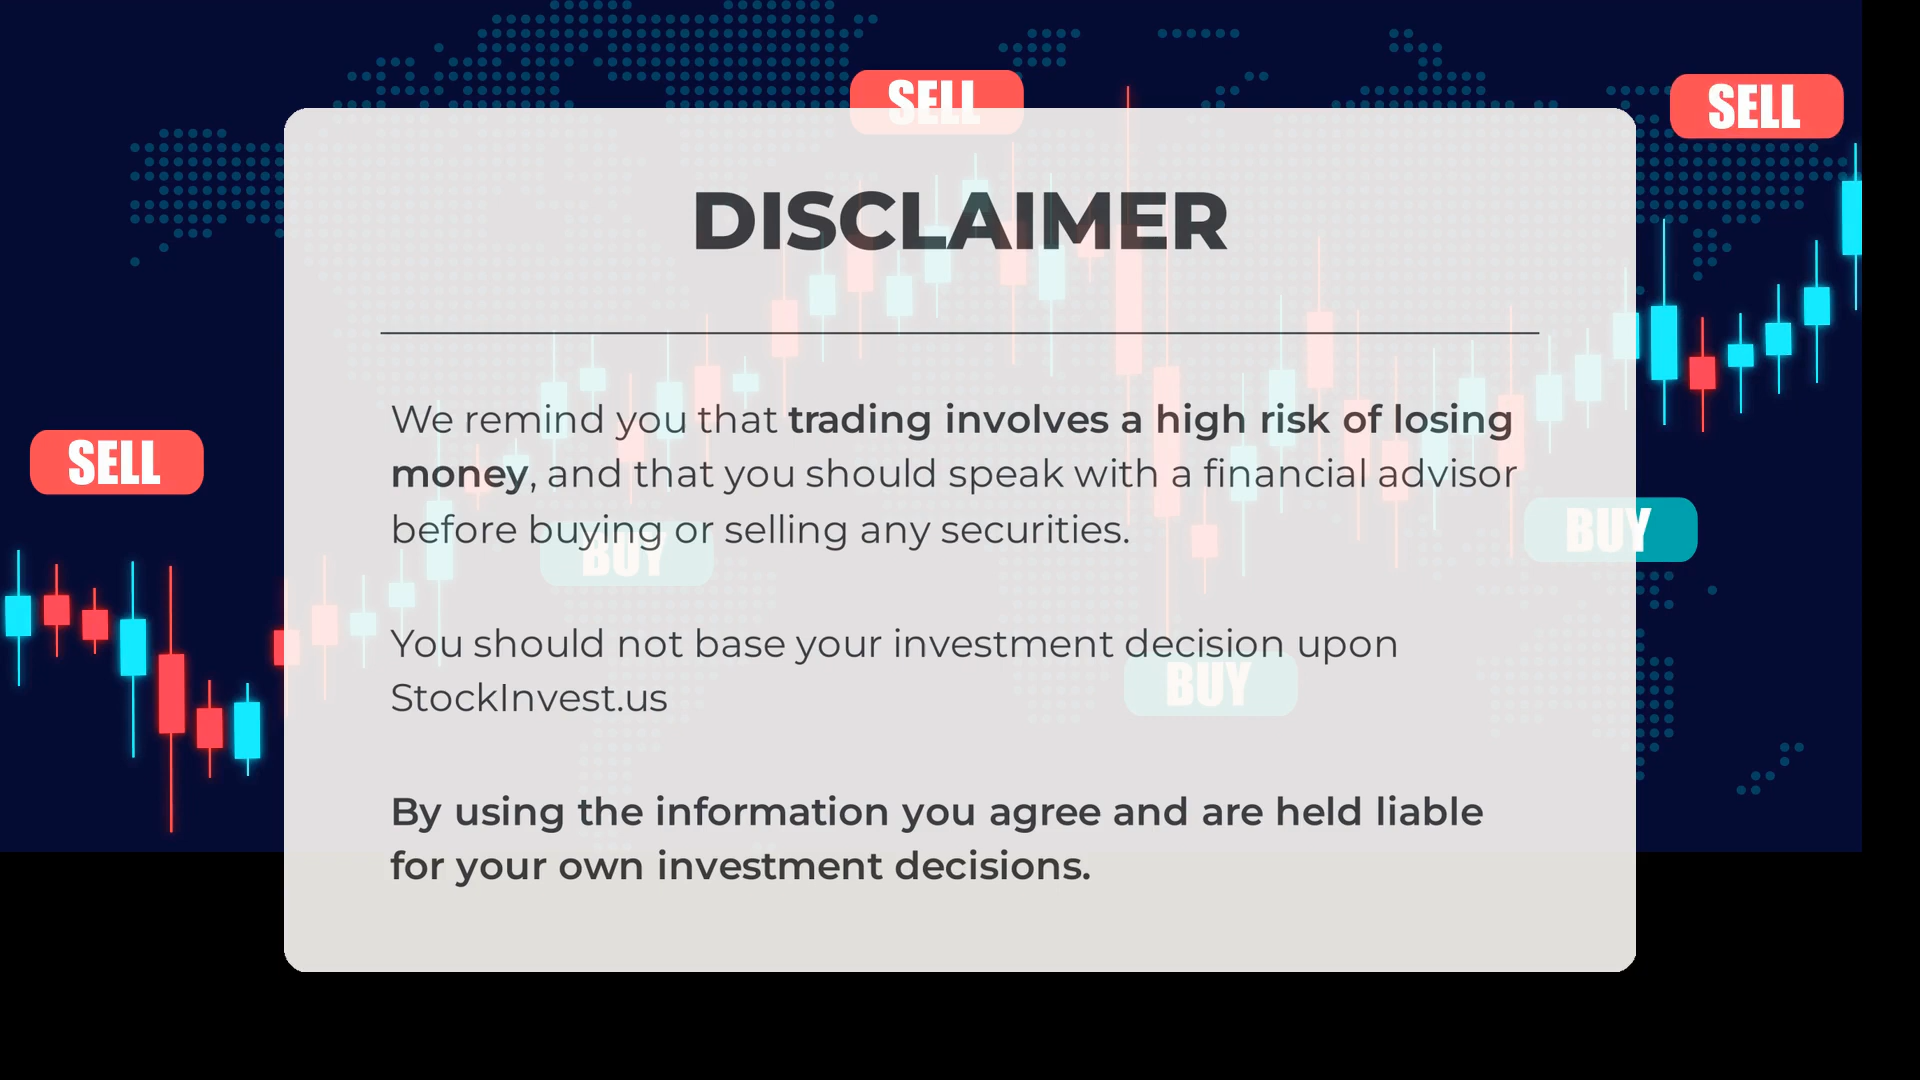 SELL
SELL
DISCLAIMER
We remind you that trading involves a high risk of losing
money, and that you should speak with a financial advisor
before buying or selling any securities.
SELL
BUY
BUY
You should not base your investment decision upon
StockInvest.us
BUY
By using the information you agree and are held liable
for your own investment decisions.